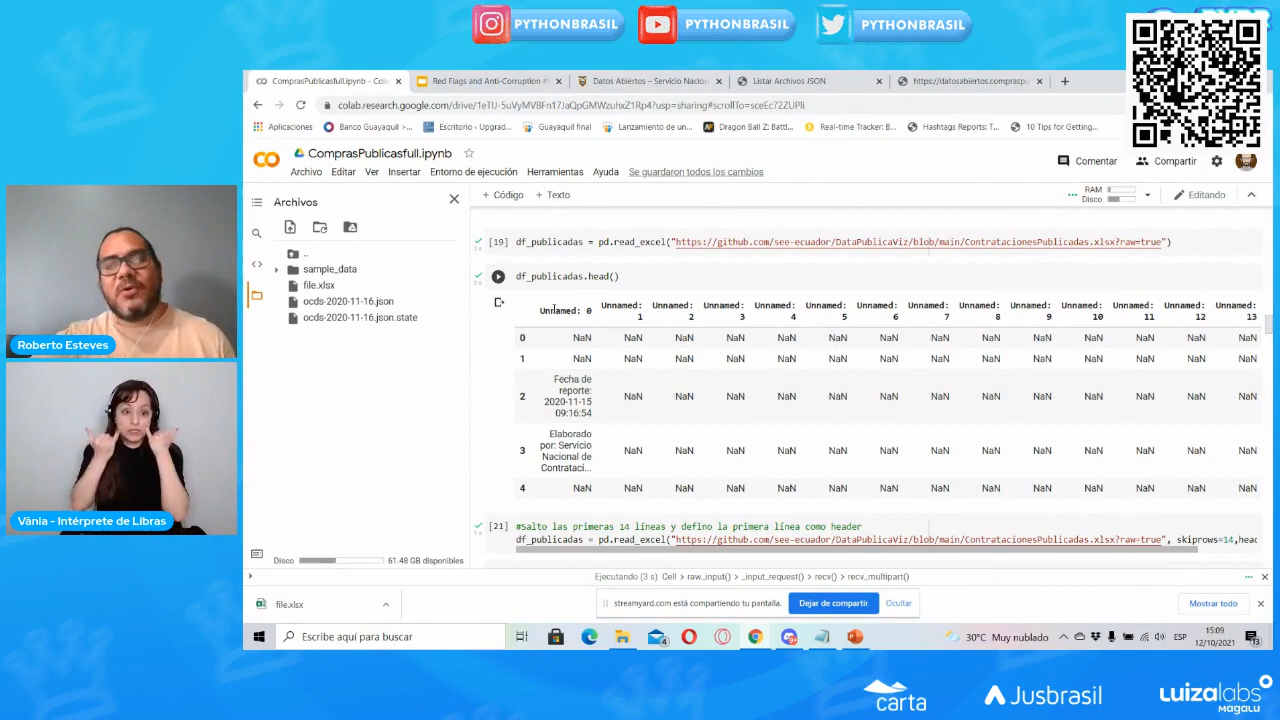 PYTHONBRASIL
PYTHONBRASIL
PYTHONBRASIL
ComprasPublicasfull.ipynb - Cola
Red Flags and Anti-Corruption
Datos Abiertos – Servicio Nacion
Listar Archivos JSON
https://datosabiertos.compraspu
colab.research.google.com/drive/1eTlJ-5uVyMVBFn17JaQpGMWzuhxZ1Rp4?usp=sharing#scrollTo=sceEc72ZUPli
Aplicaciones
Banco Guayaquil >...
Escritorio ‹ Upgrad...
Guayaquil final
Lanzamiento de un...
Dragon Ball Z: Battl...
Real-time Tracker: B...
Hashtags Reports: T...
10 Tips for Getting...
ComprasPublicasfull.ipynb
Comentar
Compartir
Archivo Editar Ver Insertar Entorno de ejecución Herramientas Ayuda Se guardaron todos los cambios
Archivos
+ Código + Texto
RAM
Disco
Editando
..
sample_data
file.xlsx
ocds-2020-11-16.json
ocds-2020-11-16.json.state
[19] df_publicadas = pd.read_excel("https://github.com/see-ecuador/DataPublicaViz/blob/main/ContratacionesPublicadas.xlsx?raw=true")
df_publicadas.head()
Unnamed: 0 Unnamed: 1 Unnamed: 2 Unnamed: 3 Unnamed: 4 Unnamed: 5 Unnamed: 6 Unnamed: 7 Unnamed: 8 Unnamed: 9 Unnamed: 10 Unnamed: 11 Unnamed: 12 Unnamed: 13
0 NaN NaN NaN NaN NaN NaN NaN NaN NaN NaN NaN NaN NaN NaN
1 NaN NaN NaN NaN NaN NaN NaN NaN NaN NaN NaN NaN NaN NaN
Fecha de
reporte:
2 2020-11-15 NaN NaN NaN NaN NaN NaN NaN NaN NaN NaN NaN NaN NaN
09:16:54
Elaborado
por: Servicio
3 Nacional de NaN NaN NaN NaN NaN NaN NaN NaN NaN NaN NaN NaN NaN
Contrataci...
4 NaN NaN NaN NaN NaN NaN NaN NaN NaN NaN NaN NaN NaN NaN
[21] #Salto las primeras 14 líneas y defino la primera línea como header
df_publicadas = pd.read_excel("https://github.com/see-ecuador/DataPublicaViz/blob/main/ContratacionesPublicadas.xlsx?raw=true", skiprows=14,head
Disco
61.48 GB disponibles
Ejecutando (3 s) Cell > raw_input() > _input_request() > recv() > recv_multipart()
file.xlsx
streamyard.com está compartiendo tu pantalla.
Dejar de compartir
Ocultar
Mostrar todo
Escribe aquí para buscar
4
30°C Muy nublado
ESP
15:09
12/10/2021
13
Roberto Esteves
Vânia - Intérprete de Libras
carta
Jusbrasil
luizalabs
MAGALU